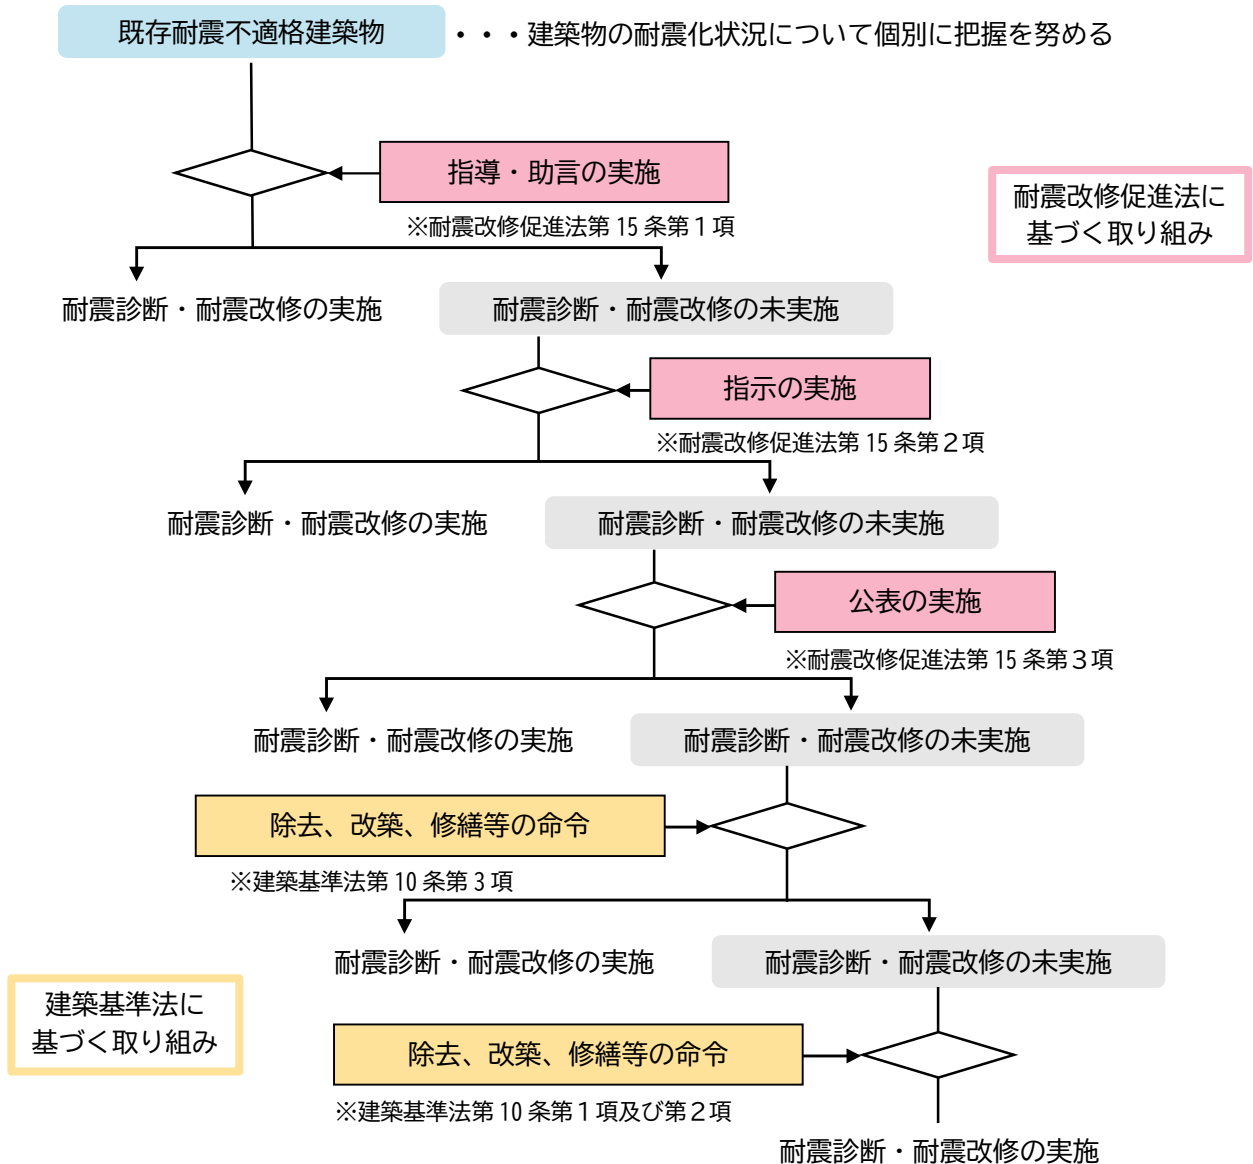 既存耐震不適格建築物 ・・・建築物の耐震化状況について個別に把握を努める
指導・助言の実施
※耐震改修促進法第 15 条第１項
耐震改修促進法に
基づく取り組み
耐震診断・耐震改修の実施
耐震診断・耐震改修の未実施
指示の実施
※耐震改修促進法第 15 条第２項
耐震診断・耐震改修の実施
耐震診断・耐震改修の未実施
公表の実施
※耐震改修促進法第 15 条第３項
耐震診断・耐震改修の実施
耐震診断・耐震改修の未実施
除去、改築、修繕等の命令
※建築基準法第 10 条第 3 項
耐震診断・耐震改修の実施
耐震診断・耐震改修の未実施
建築基準法に
基づく取り組み
除去、改築、修繕等の命令
※建築基準法第 10 条第１項及び第２項
耐震診断・耐震改修の実施